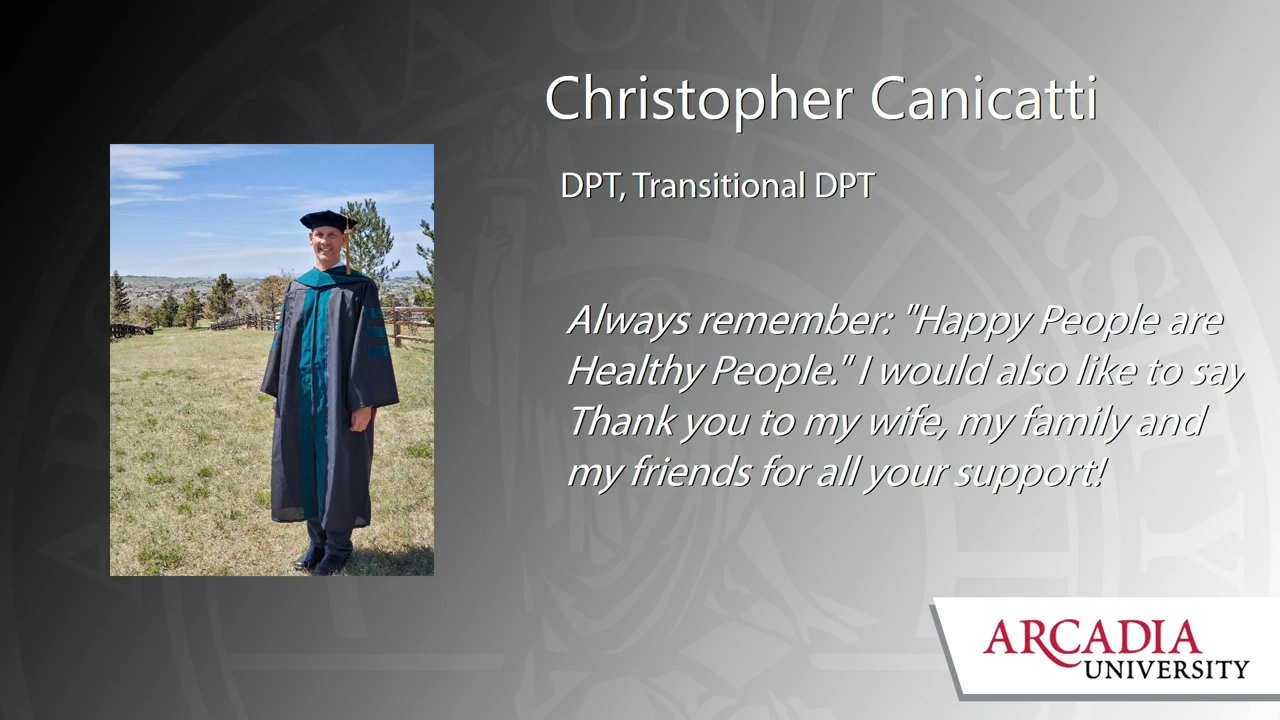 Christopher Canicatti
DPT, Transitional DPT
Always remember: "Happy People are
Healthy People." I would also like to say
Thank you to my wife, my family and
my friends for all your support!
ARCADIA
UNIVERSITY